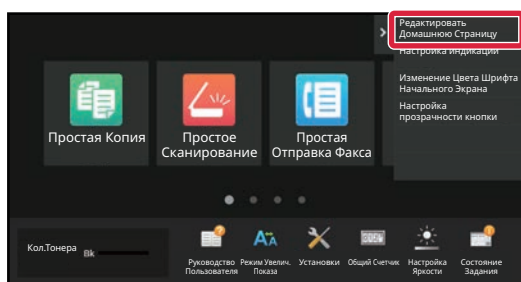 Редактировать
Домашнюю Страницу
Настройка индикации
Изменение Цвета Шрифта
Начального Экрана
Настройка
прозрачности кнопки
Простая Копия
Простое
Сканирование
Простая
Отправка Факса
Кол.Тонера
Bk
Руководство
Пользователя
Режим Увелич.
Показа
Установки
Общий Счетчик
Настройка
Яркости
Состояние
Задания